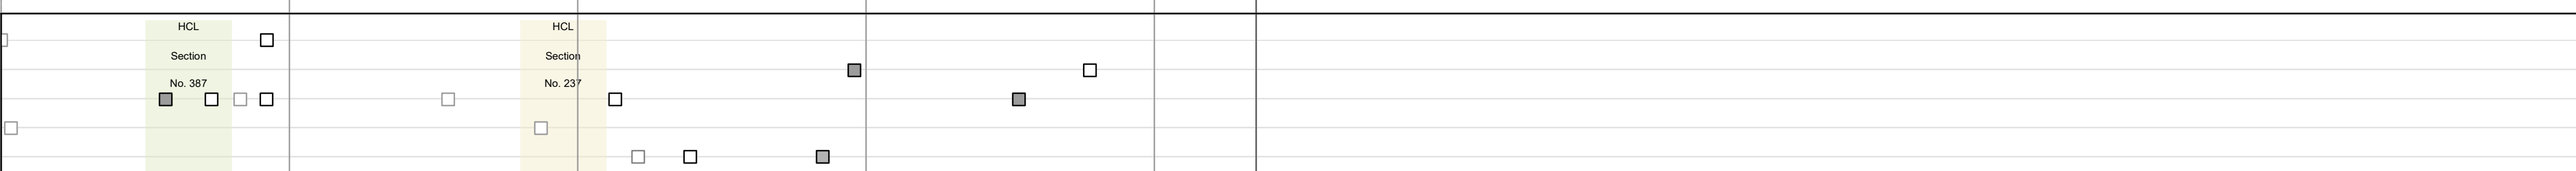 HCL
Section
No. 387
HCL
Section
No. 237